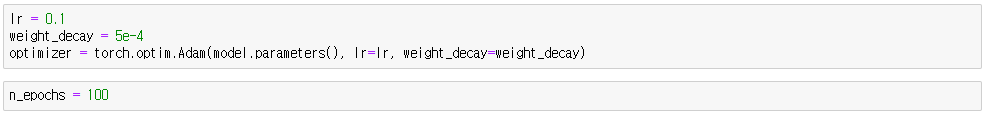 lr = 0.1
weight_decay = 5e-4
optimizer = torch.optim.Adam(model.parameters(), lr=lr, weight_decay=weight_decay)
n_epochs = 100